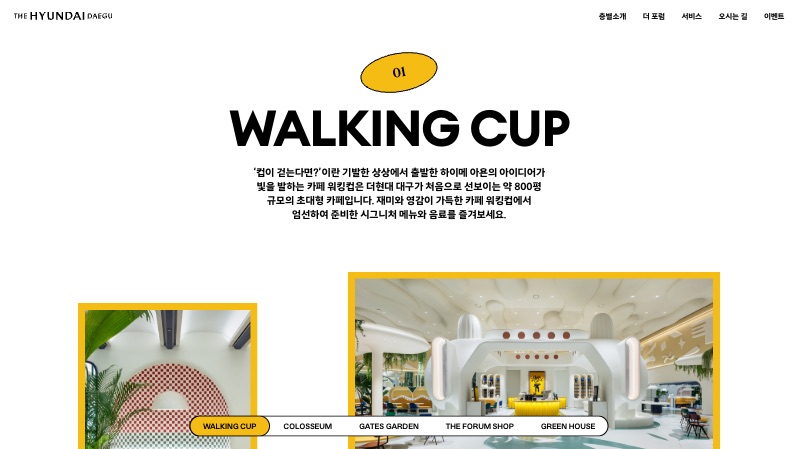 THE HYUNDAI DAEGU
층별소개 더 포럼 서비스 오시는 길 이벤트
01
WALKING CUP
'컵이 걷는다면?'이란 기발한 상상에서 출발한 하이메 아욘의 아이디어가
빛을 발하는 카페 워킹컵은 더현대 대구가 처음으로 선보이는 약 800평
규모의 초대형 카페입니다. 재미와 영감이 가득한 카페 워킹컵에서
엄선하여 준비한 시그니처 메뉴와 음료를 즐겨보세요.
WALKING CUP COLOSSEUM GATES GARDEN THE FORUM SHOP GREEN HOUSE